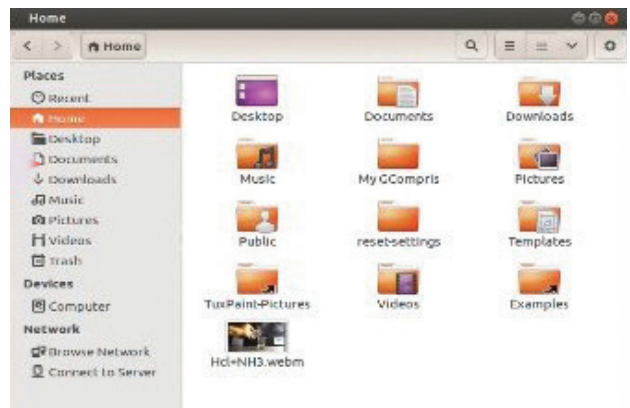 Home
Home
Places
Recent
Home
Desktop
Documents
Downloads
Music
Pictures
Videos
Trash
Devices
Computer
Network
Browse Network
Connect to Server
Desktop
Documents
Downloads
Music
My GCompris
Pictures
Public
reset-settings
Templates
TuxPaint-Pictures
Videos
Examples
Hcl+NH3.webm